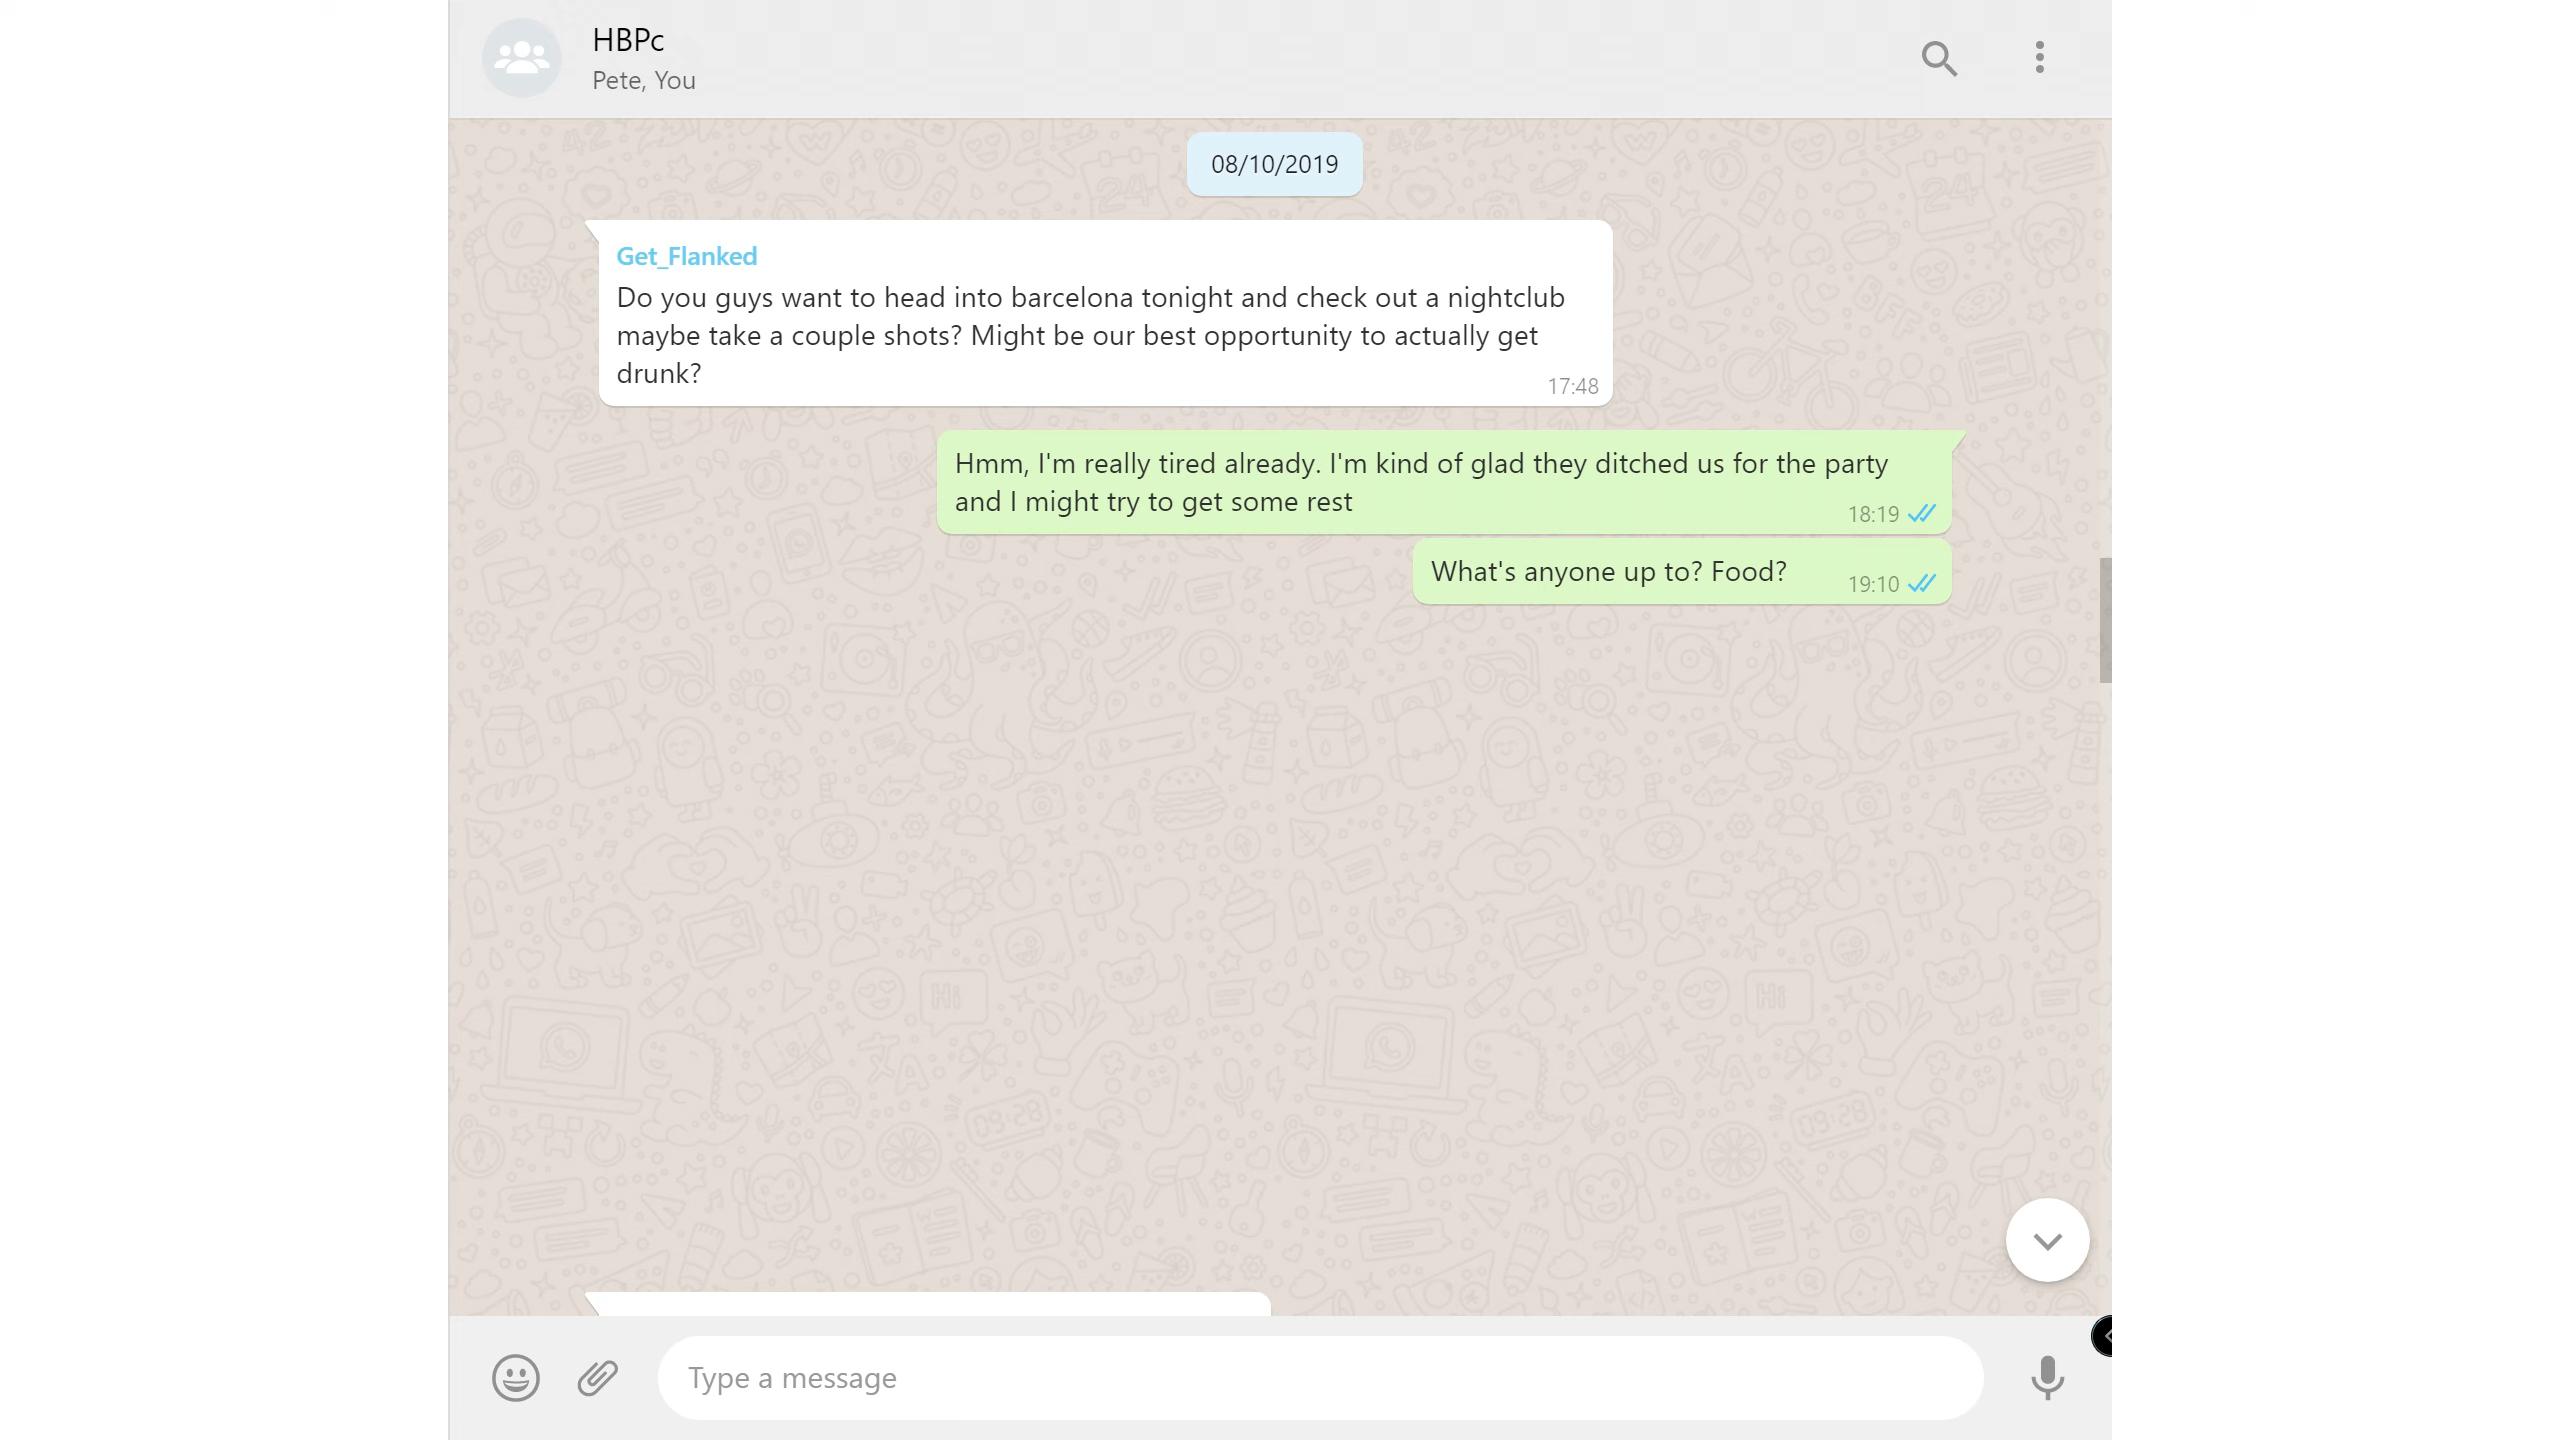 HBPc
Pete, You
08/10/2019
Get_Flanked
Do you guys want to head into barcelona tonight and check out a nightclub
maybe take a couple shots? Might be our best opportunity to actually get
drunk?
17:48
Hmm, I'm really tired already. I'm kind of glad they ditched us for the party
and I might try to get some rest
18:19
What's anyone up to? Food?
19:10
Type a message